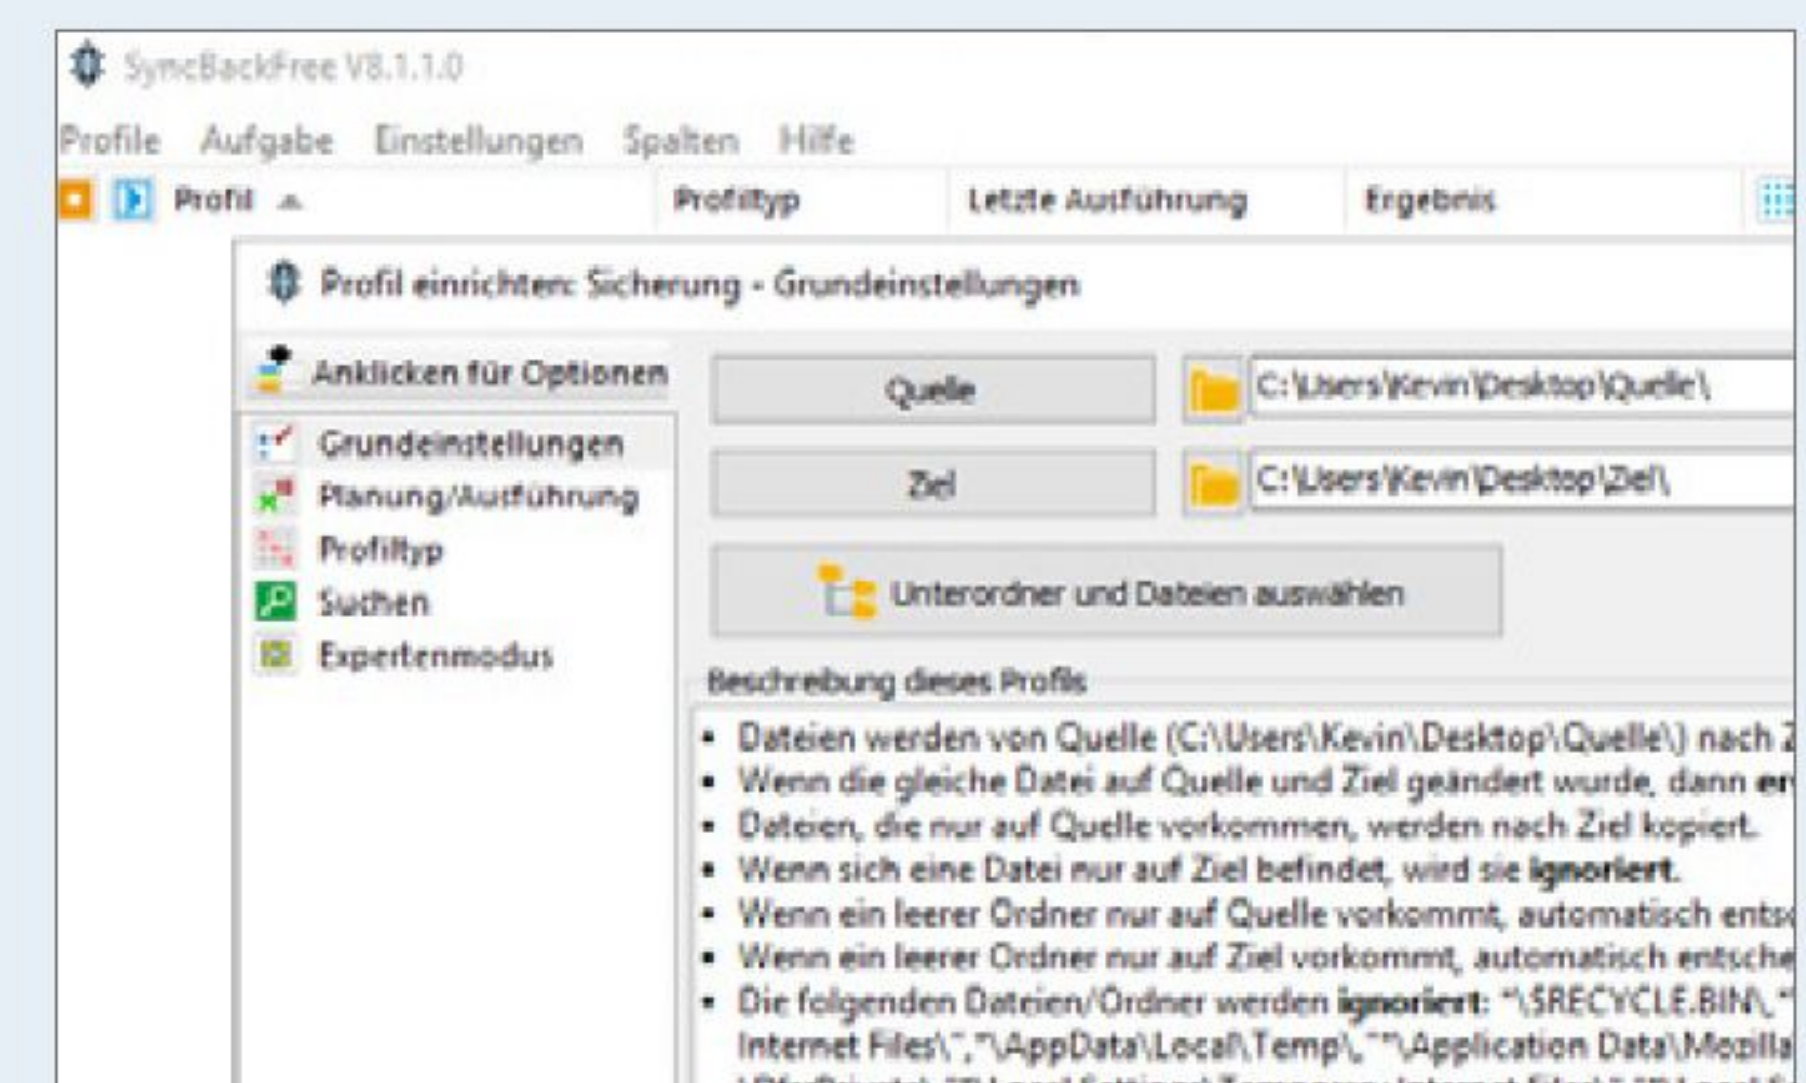 SyncBackFree V8.1.1.0
Profile Aufgabe Einstellungen Spalten Hilfe
Profil Profiltyp Letzte Ausführung Ergebnis
Profil einrichten: Sicherung - Grundeinstellungen
Anklicken für Optionen
Quelle C:\Users\Kevin\Desktop\Quelle\
Grundeinstellungen
Ziel C:\Users\Kevin\Desktop\Ziel\
Planung/Ausführung
Profiltyp
Unterordner und Dateien auswählen
Suchen
Expertenmodus
Beschreibung dieses Profils
• Dateien werden von Quelle (C:\Users\Kevin\Desktop\Quelle\) nach
• Wenn die gleiche Datei auf Quelle und Ziel geändert wurde, dann
• Dateien, die nur auf Quelle vorkommen, werden nach Ziel kopiert.
• Wenn sich eine Datei nur auf Ziel befindet, wird sie ignoriert.
• Wenn ein leerer Ordner nur auf Quelle vorkommt, automatisch
• Wenn ein leerer Ordner nur auf Ziel vorkommt, automatisch
• Die folgenden Dateien/Ordner werden ignoriert: "\$RECYCLE.BIN\,"
Internet Files\","\AppData\Local\Temp\,""\Application Data\Mozilla